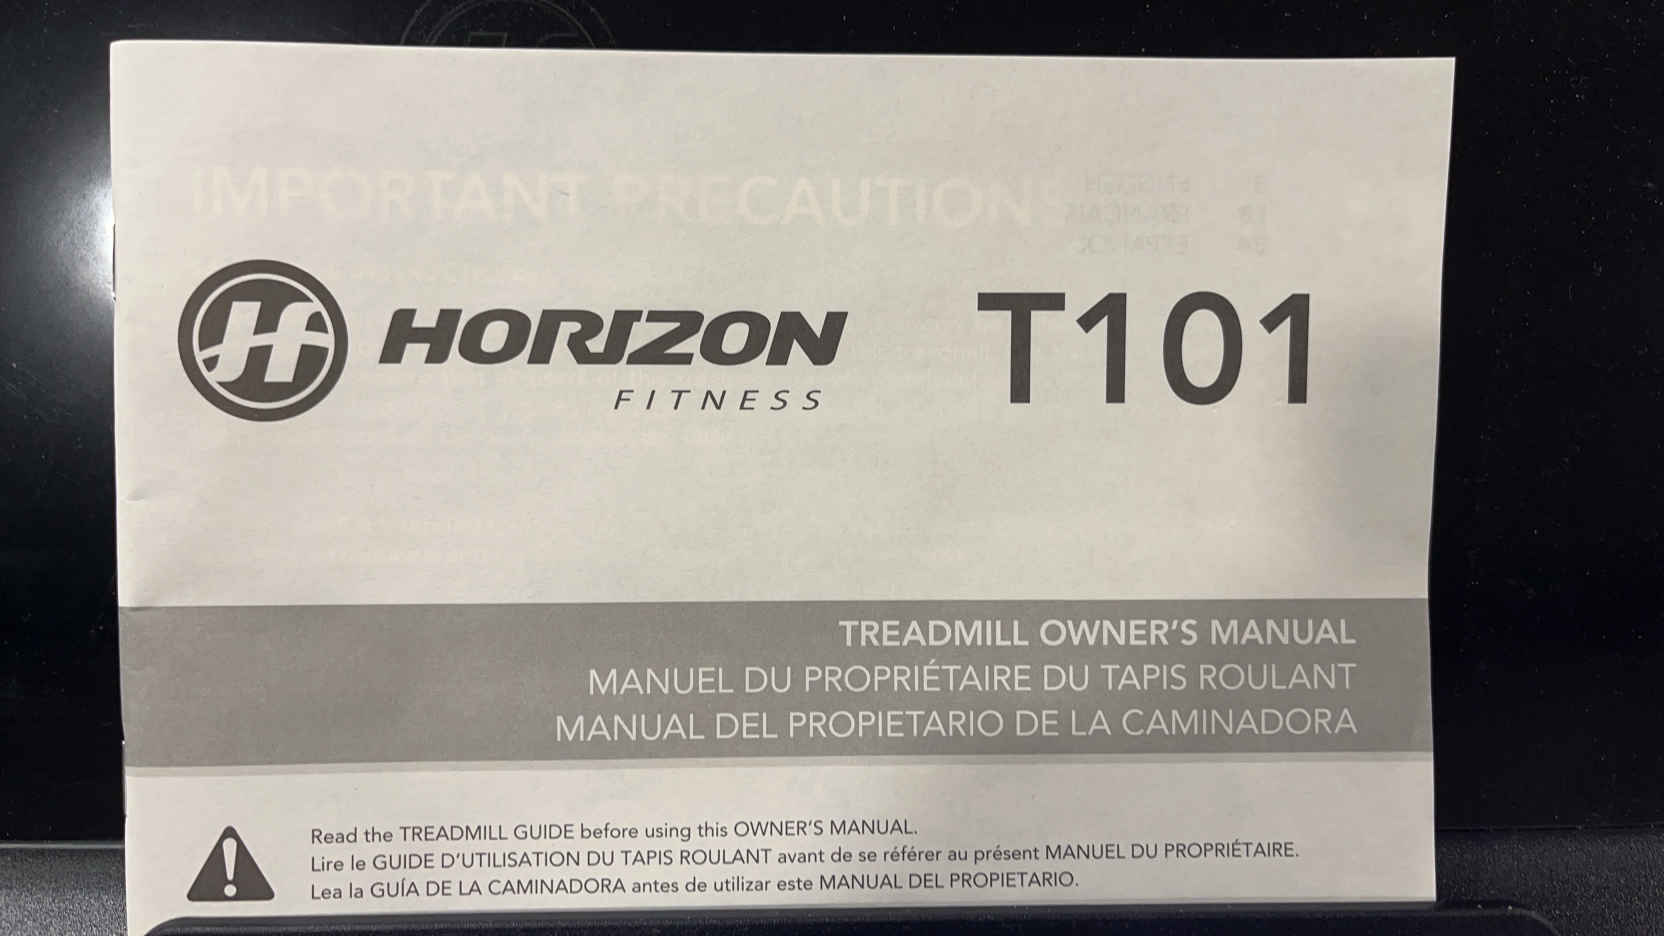 IMPORTANT PRECAUTIONS
HORIZON
FITNESS
T101
TREADMILL OWNER'S MANUAL
MANUEL DU PROPRIÉTAIRE DU TAPIS ROULANT
MANUAL DEL PROPIETARIO DE LA CAMINADORA
Read the TREADMILL GUIDE before using this OWNER'S MANUAL.
Lire le GUIDE D'UTILISATION DU TAPIS ROULANT avant de se référer au présent MANUEL DU PROPRIÉTAIRE.
Lea la GUÍA DE LA CAMINADORA antes de utilizar este MANUAL DEL PROPIETARIO.